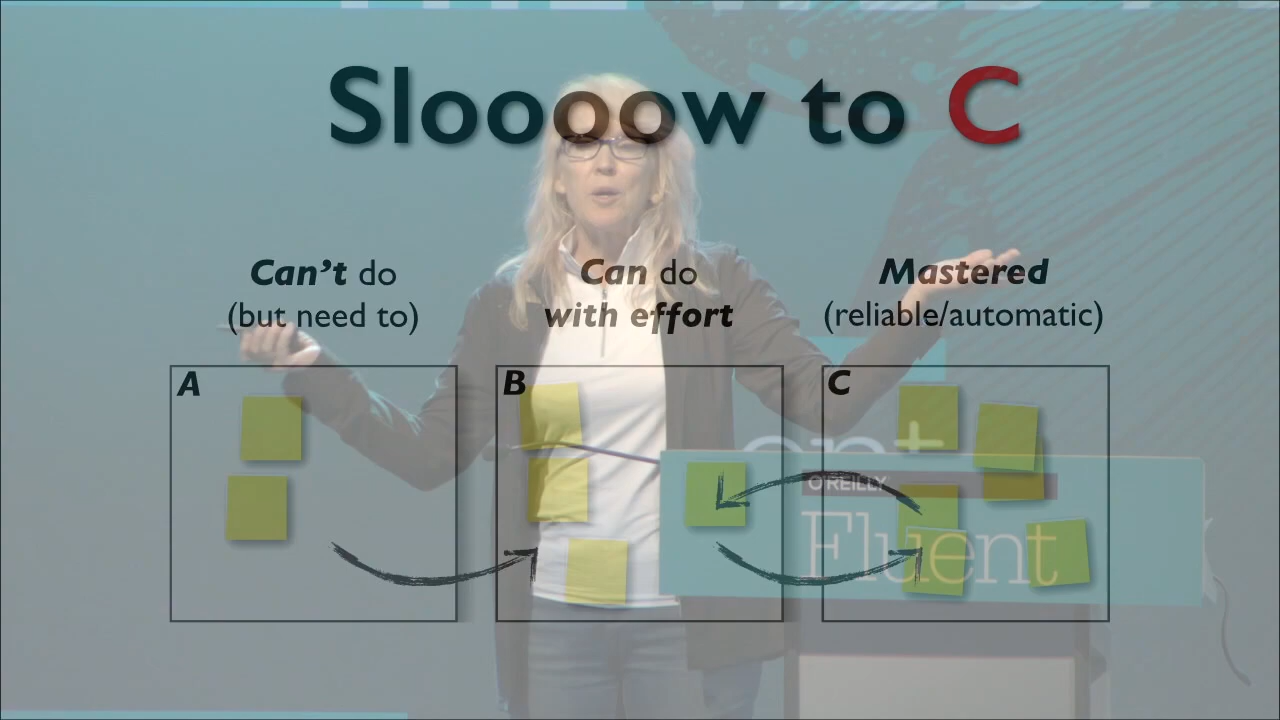 Sloooow to C
Can't do
(but need to)
Can do
with effort
Mastered
(reliable/automatic)
A
B
C
O'REILLY
Fluent